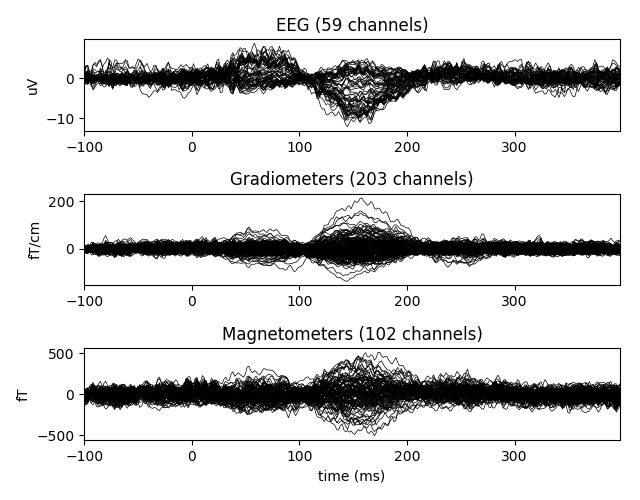 EEG (59 channels)
uV
0
−10
−100 0 100 200 300
Gradiometers (203 channels)
fT/cm
200
0
−100 0 100 200 300
Magnetometers (102 channels)
fT
500
0
−500
−100 0 100 200 300
time (ms)